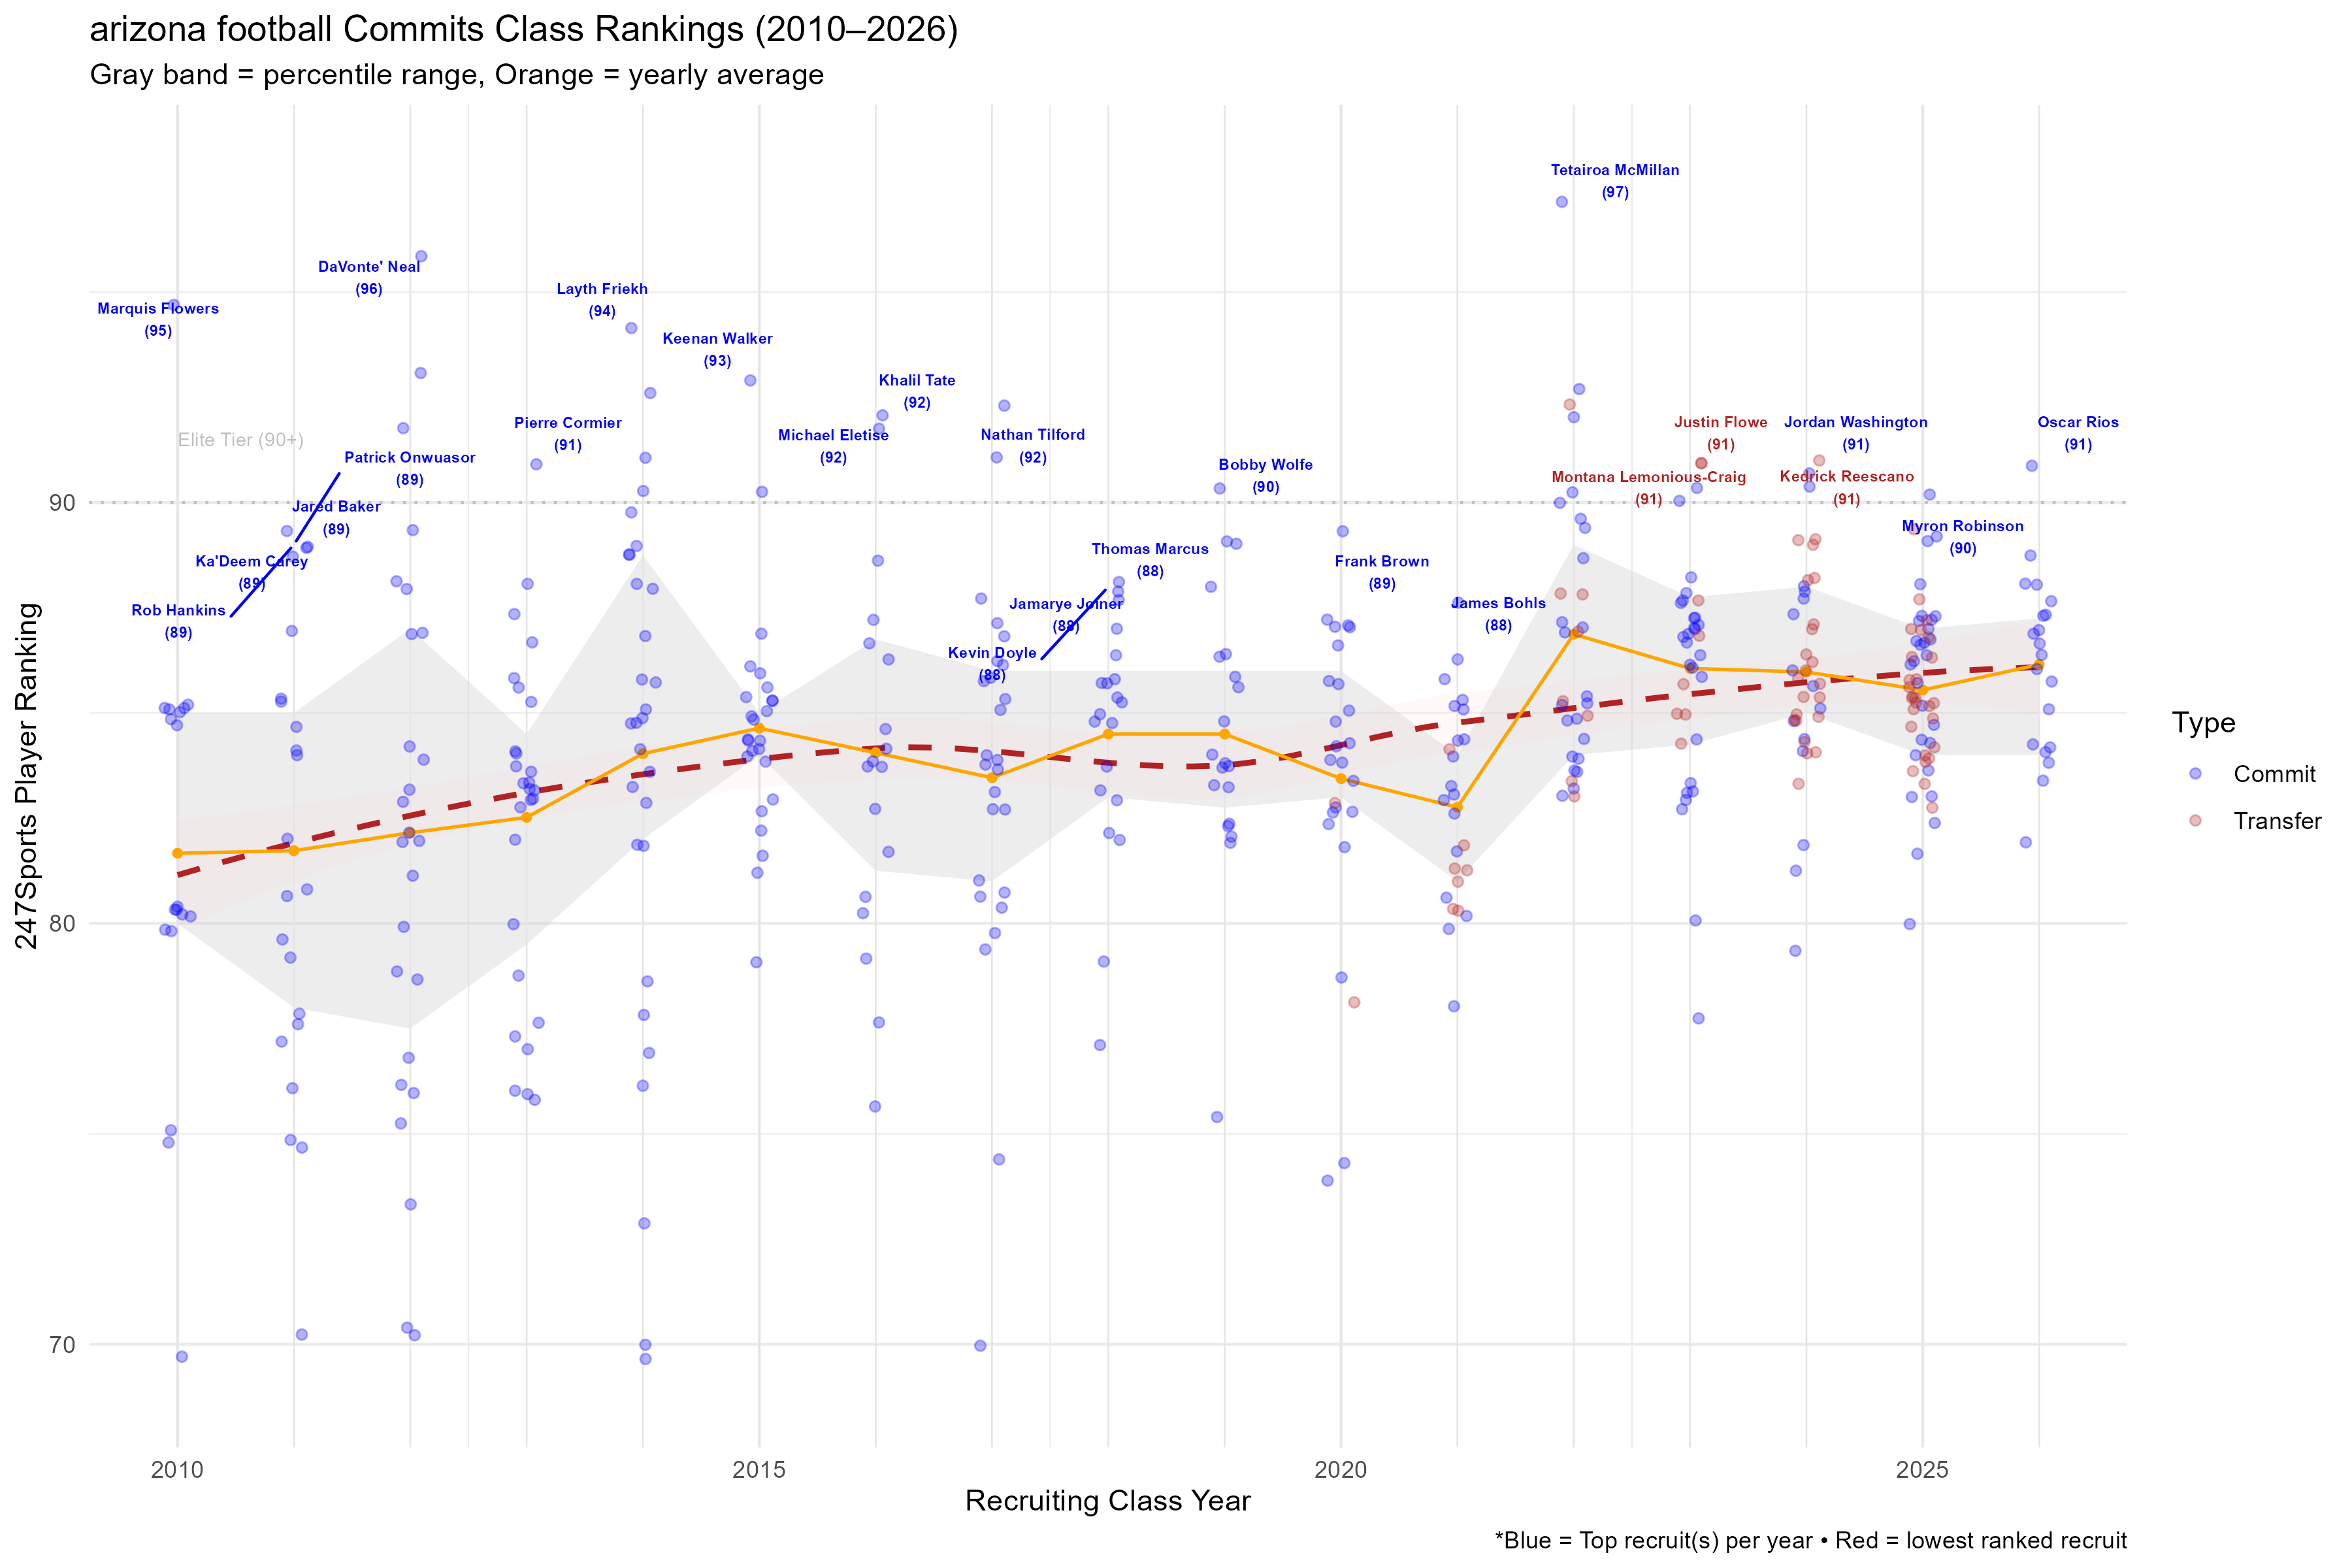 arizona football Commits Class Rankings (2010–2026)
Gray band = percentile range, Orange = yearly average
Tetairoa McMillan
(97)
DaVonte' Neal
(96)
Layth Friekh
(94)
Marquis Flowers
(95)
Keenan Walker
(93)
Khalil Tate
(92)
Pierre Cormier
(91)
Michael Eletise
(92)
Nathan Tilford
(92)
Justin Flowe
(91)
Jordan Washington
(91)
Oscar Rios
(91)
Elite Tier (90+)
Patrick Onwuasor
(89)
Bobby Wolfe
(90)
Montana Lemonious-Craig
(91)
Kedrick Reescano
(91)
Jared Baker
(89)
Myron Robinson
(90)
Ka'Deem Carey
(89)
Thomas Marcus
(88)
Frank Brown
(89)
Rob Hankins
(89)
Jamarye Joiner
(88)
James Bohls
(88)
Kevin Doyle
(88)
90
80
70
247Sports Player Ranking
2010
2015
2020
2025
Recruiting Class Year
Type
Commit
Transfer
*Blue = Top recruit(s) per year • Red = lowest ranked recruit